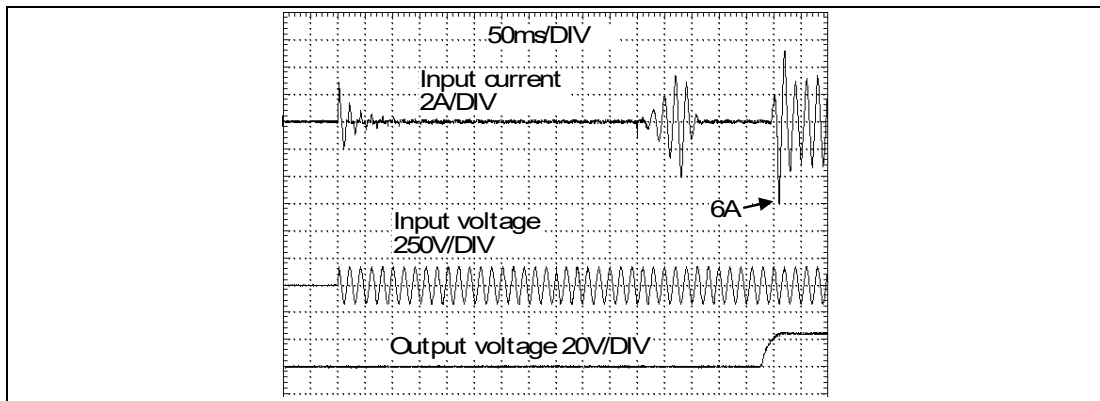 50ms/DIV
Input current
2A/DIV
6A
Input voltage
250V/DIV
Output voltage 20V/DIV